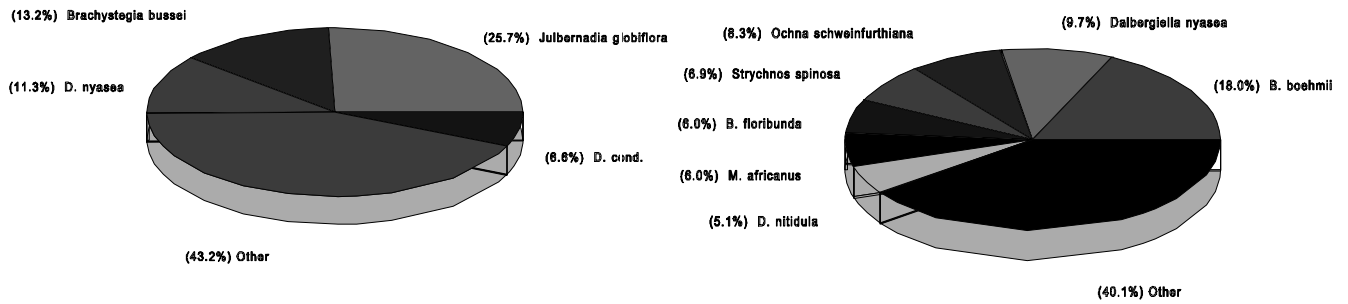 (13.2%) Brachystegia bussei
(25.7%) Julbernadia globiflora
(11.3%) D. nyasea
(6.6%) D. cond.
(43.2%) Other
(9.7%) Dalbergiella nyasea
(8.3%) Ochna schweinfurthiana
(6.9%) Strychnos spinosa
(18.0%) B. boehmii
(6.0%) B. floribunda
(6.0%) M. africanus
(5.1%) D. nitidula
(40.1%) Other